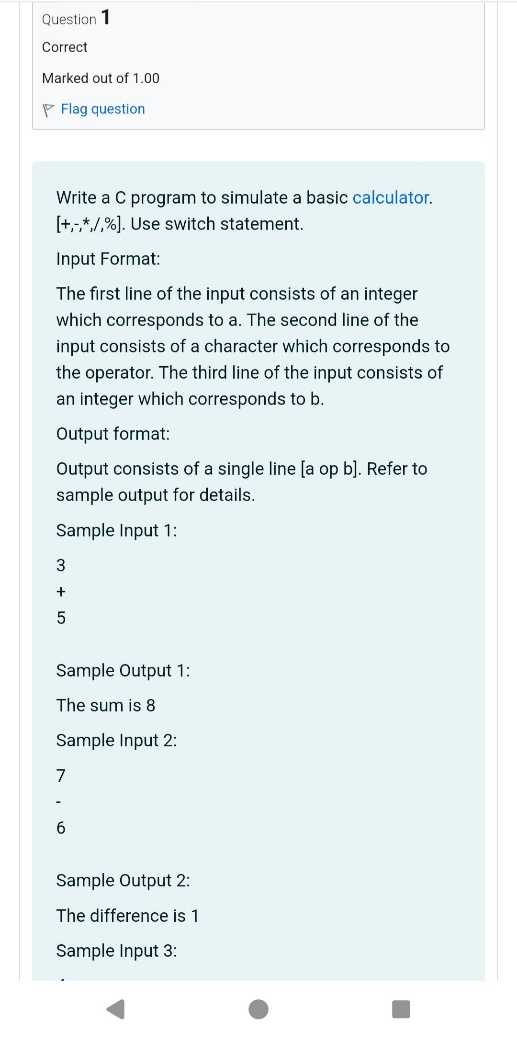 Question 1
Correct
Marked out of 1.00
Flag question
Write a C program to simulate a basic calculator.
[+,-,*,/,%]. Use switch statement.
Input Format:
The first line of the input consists of an integer
which corresponds to a. The second line of the
input consists of a character which corresponds to
the operator. The third line of the input consists of
an integer which corresponds to b.
Output format:
Output consists of a single line [a op b]. Refer to
sample output for details.
Sample Input 1:
3
+
5
Sample Output 1:
The sum is 8
Sample Input 2:
7
-
6
Sample Output 2:
The difference is 1
Sample Input 3: